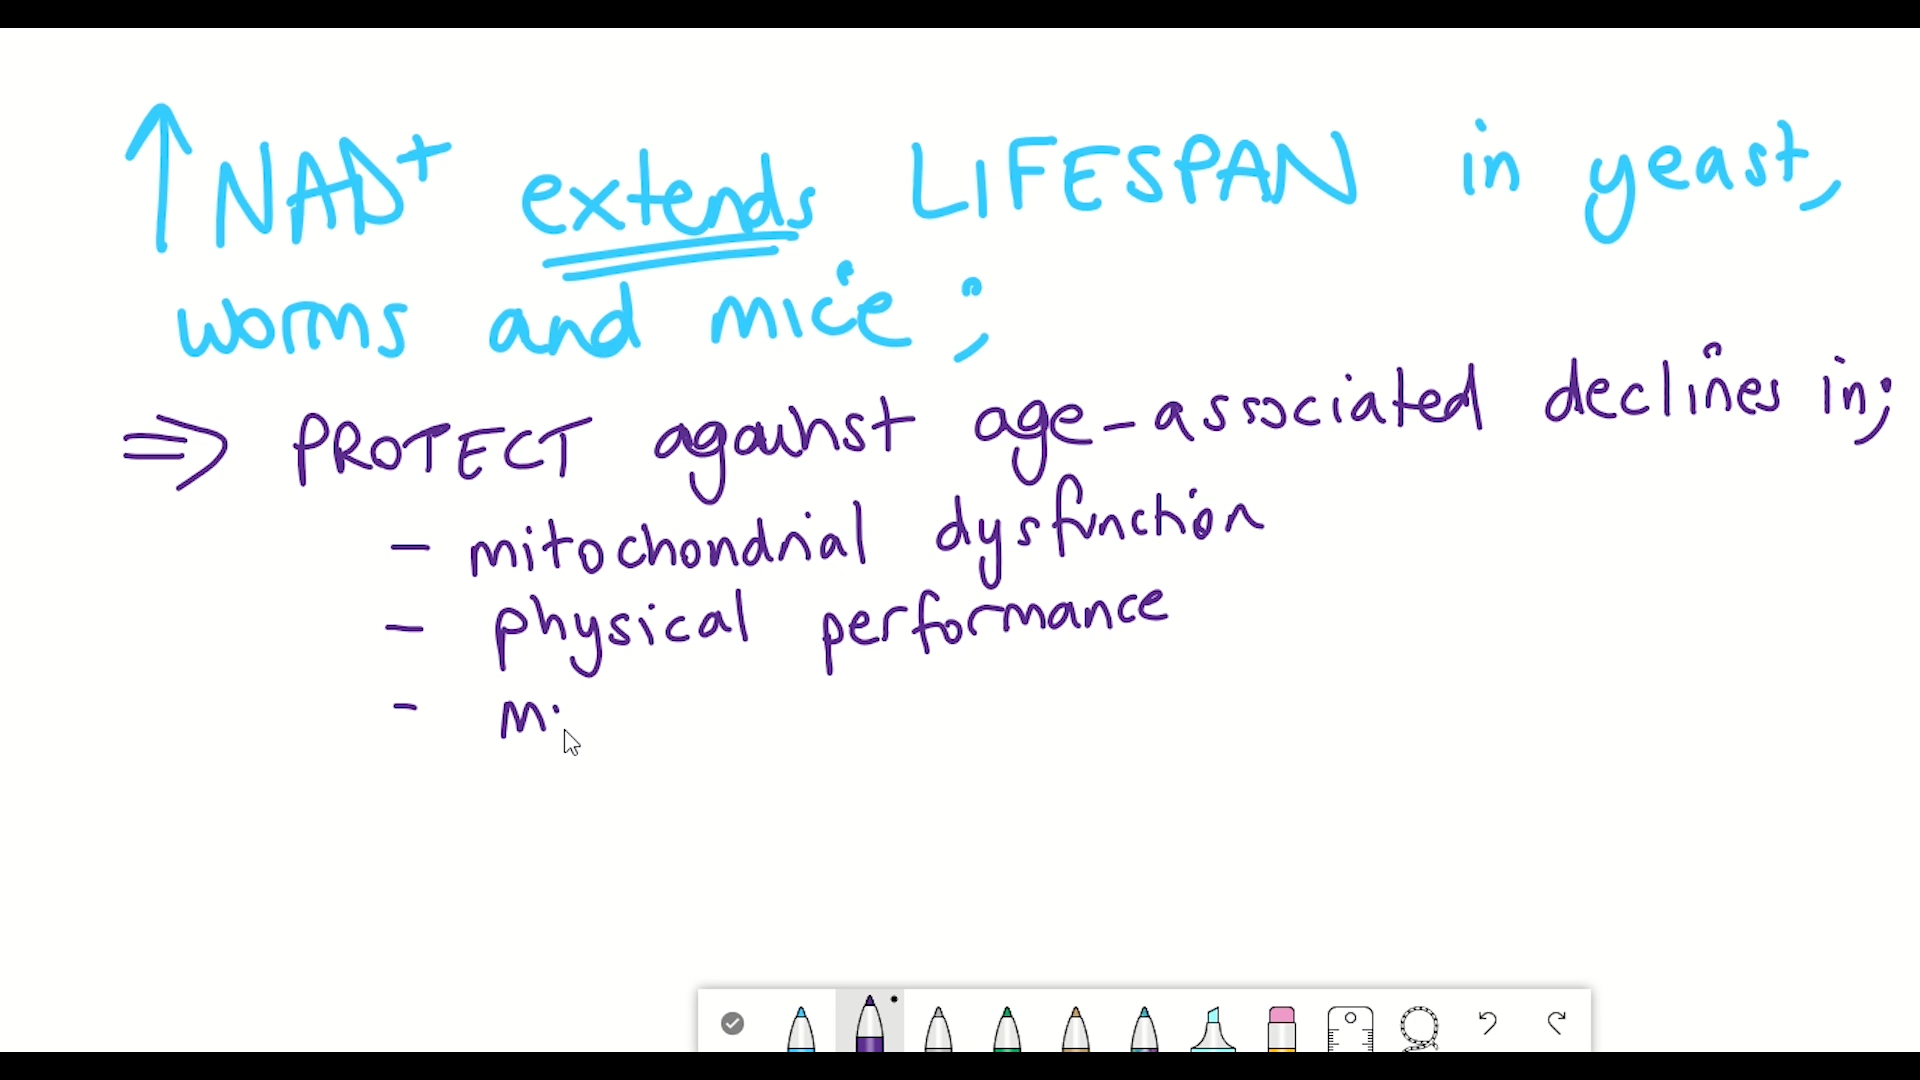 ↑ NAD+ extends LIFESPAN in yeast,
worms and mice;
⇒ PROTECT against age-associated declines in;
- mitochondrial dysfunction
- physical performance
- m